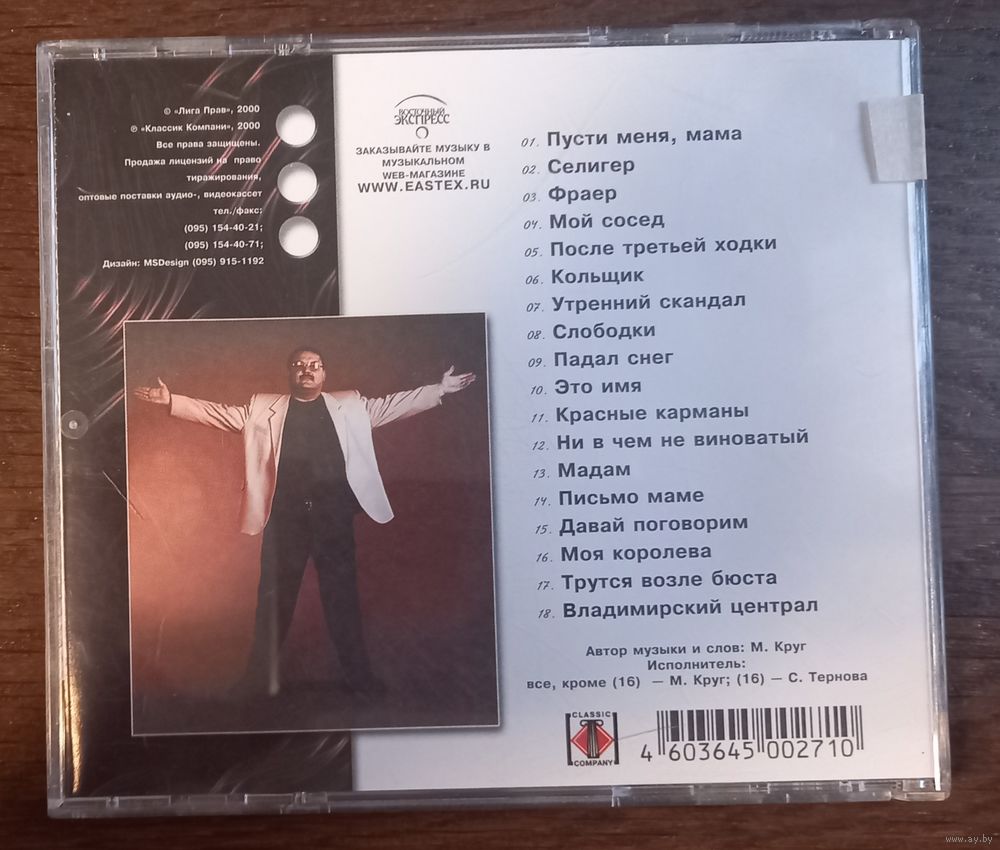 © «Лига Прав», 2000
℗ «Классик Компани», 2000
Все права защищены.
Продажа лицензий на право
тиражирования,
оптовые поставки аудио-, видеокассет
тел./факс:
(095) 154-40-21;
(095) 154-40-71;
Дизайн: MSDesign (095) 915-1192
ВОСТОЧНЫЙ
ЭКСПРЕСС
ЗАКАЗЫВАЙТЕ МУЗЫКУ В
МУЗЫКАЛЬНОМ
WEB-МАГАЗИНЕ
WWW.EASTEX.RU
01. Пусти меня, мама
02. Селигер
03. Фраер
04. Мой сосед
05. После третьей ходки
06. Кольщик
07. Утренний скандал
08. Слободки
09. Падал снег
10. Это имя
11. Красные карманы
12. Ни в чем не виноватый
13. Мадам
14. Письмо маме
15. Давай поговорим
16. Моя королева
17. Трутся возле бюста
18. Владимирский централ
Автор музыки и слов: М. Круг
Исполнитель:
все, кроме (16) — М. Круг; (16) — С. Тернова
CLASSIC
COMPANY
4 603645 002710
www.ay.by